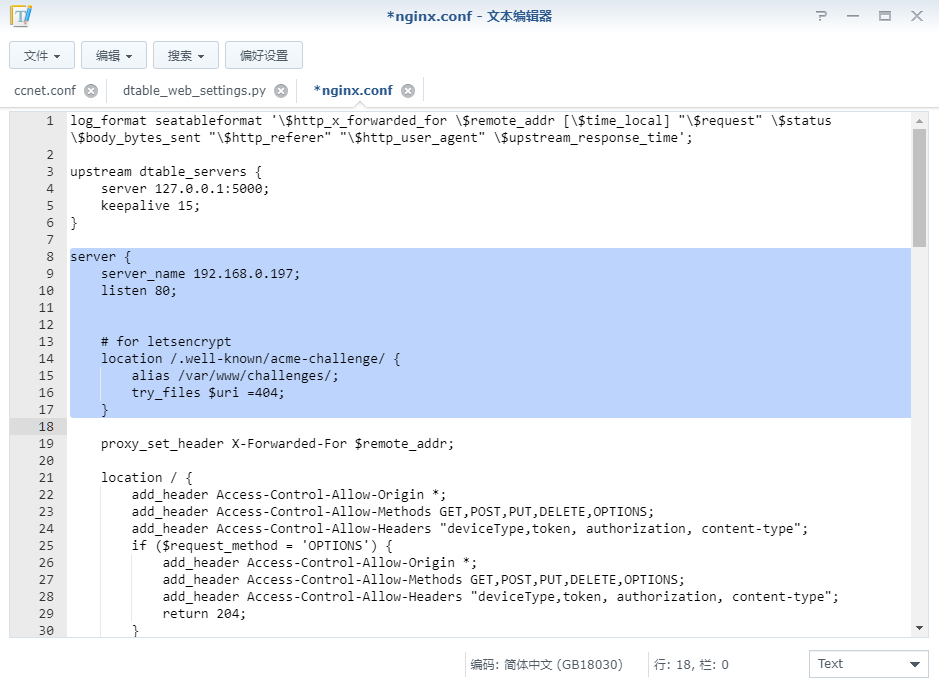 *nginx.conf - 文本编辑器
文件 编辑 搜索 偏好设置
ccnet.conf dtable_web_settings.py *nginx.conf
1 log_format seatableformat '\$http_x_forwarded_for \$remote_addr [\$time_local] "\$request" \$status
\$body_bytes_sent "\$http_referer" "\$http_user_agent" \$upstream_response_time';
2
3 upstream dtable_servers {
4 server 127.0.0.1:5000;
5 keepalive 15;
6 }
7
8 server {
9 server_name 192.168.0.197;
10 listen 80;
11
12
13 # for letsencrypt
14 location /.well-known/acme-challenge/ {
15 alias /var/www/challenges/;
16 try_files $uri =404;
17 }
18
19 proxy_set_header X-Forwarded-For $remote_addr;
20
21 location / {
22 add_header Access-Control-Allow-Origin *;
23 add_header Access-Control-Allow-Methods GET,POST,PUT,DELETE,OPTIONS;
24 add_header Access-Control-Allow-Headers "deviceType,token, authorization, content-type";
25 if ($request_method = 'OPTIONS') {
26 add_header Access-Control-Allow-Origin *;
27 add_header Access-Control-Allow-Methods GET,POST,PUT,DELETE,OPTIONS;
28 add_header Access-Control-Allow-Headers "deviceType,token, authorization, content-type";
29 return 204;
30 }
编码: 简体中文 (GB18030) 行: 18, 栏: 0 Text